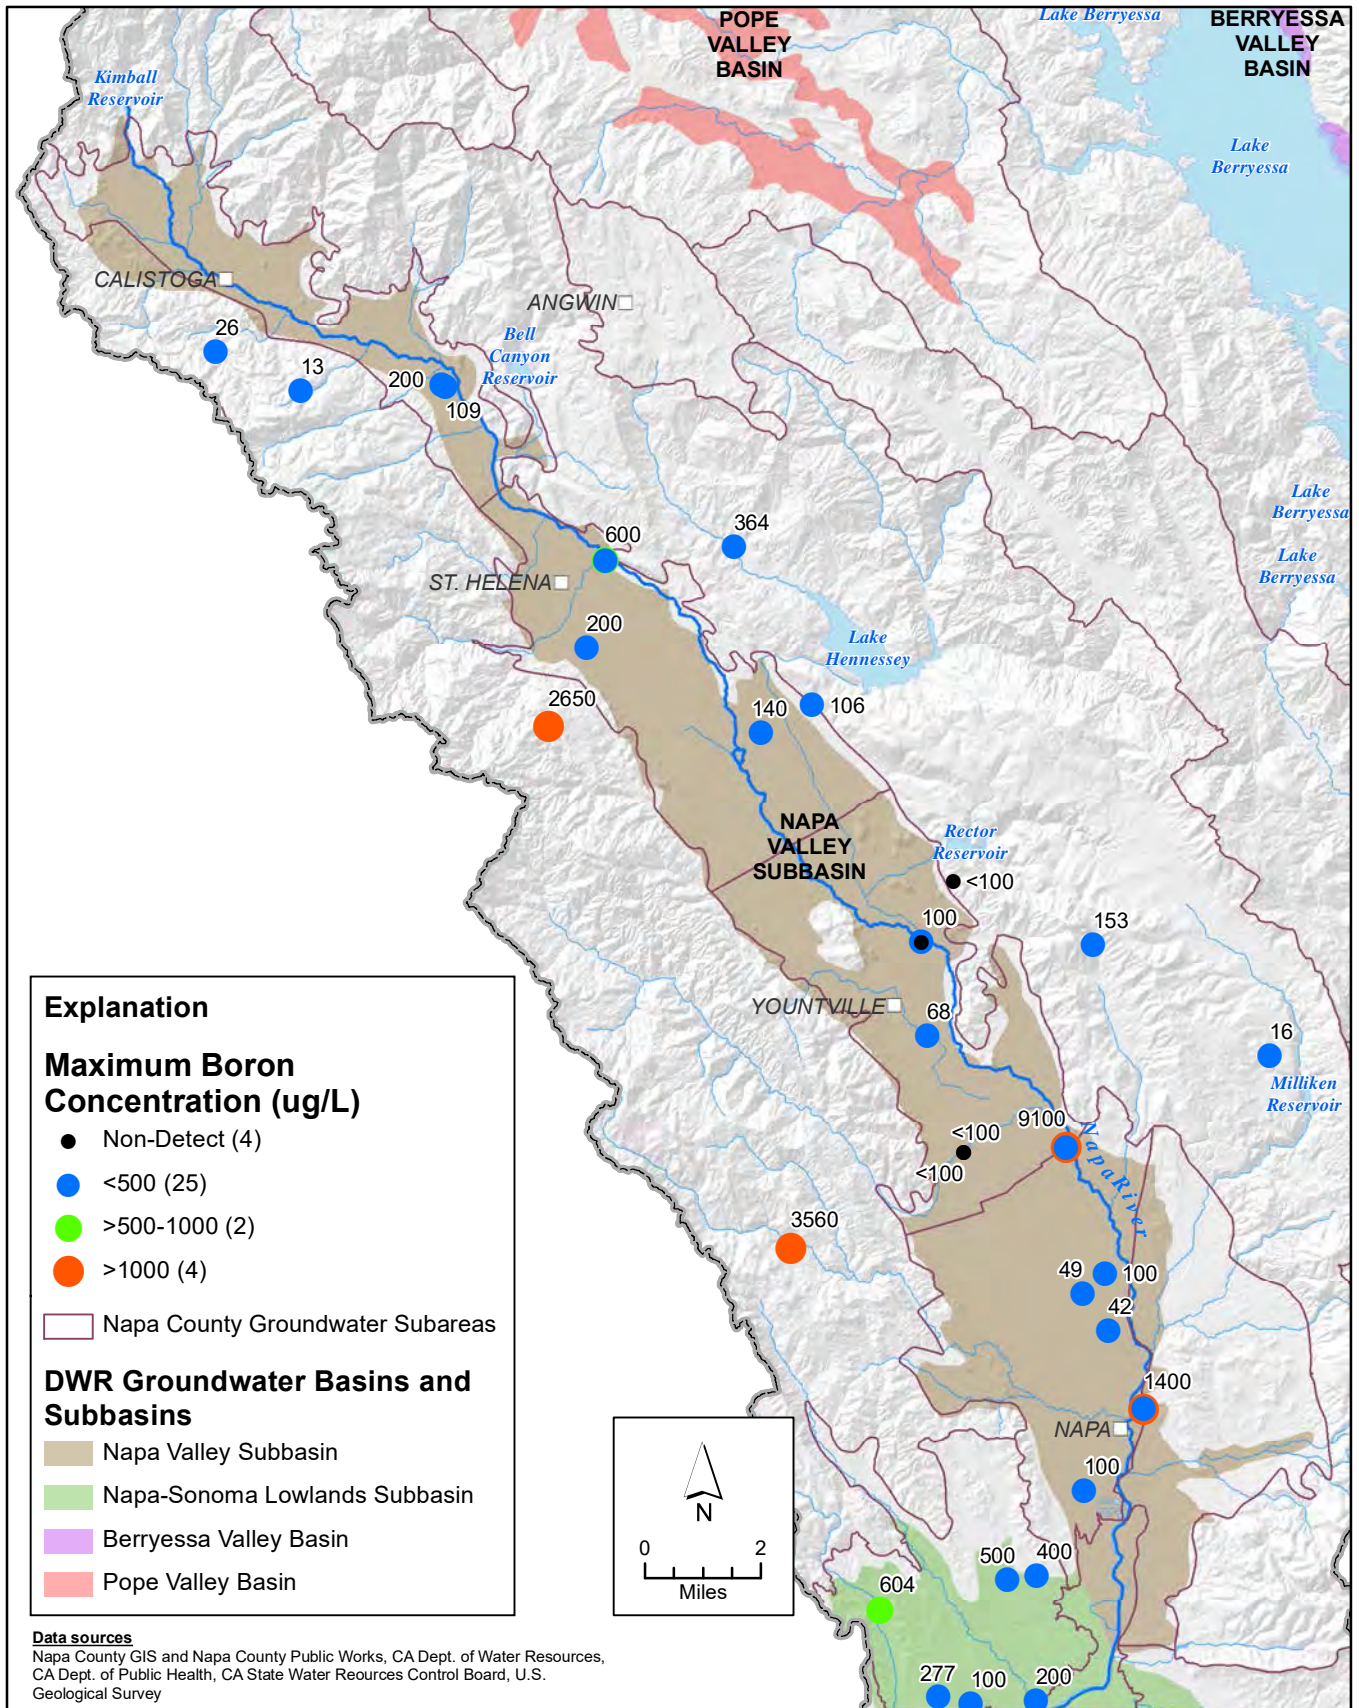 POPE
VALLEY
BASIN
Lake Berryessa
BERRYESSA
VALLEY
BASIN
Kimball
Reservoir
Lake
Berryessa
CALISTOGA
ANGWIN
26
13
Bell
Canyon
Reservoir
200
109
Lake
Berryessa
600
364
Lake
Berryessa
ST. HELENA
200
Lake
Hennessey
2650
140
106
NAPA
VALLEY
SUBBASIN
Rector
Reservoir
<100
100
153
YOUNTVILLE
68
16
Milliken
Reservoir
9100
<100
<100
Napa River
3560
49
100
42
1400
NAPA
100
500
400
604
277
100
200
Explanation
Maximum Boron
Concentration (ug/L)
Non-Detect (4)
<500 (25)
>500-1000 (2)
>1000 (4)
Napa County Groundwater Subareas
DWR Groundwater Basins and
Subbasins
Napa Valley Subbasin
Napa-Sonoma Lowlands Subbasin
Berryessa Valley Basin
Pope Valley Basin
N
0 2
Miles
Data sources
Napa County GIS and Napa County Public Works, CA Dept. of Water Resources,
CA Dept. of Public Health, CA State Water Reources Control Board, U.S.
Geological Survey